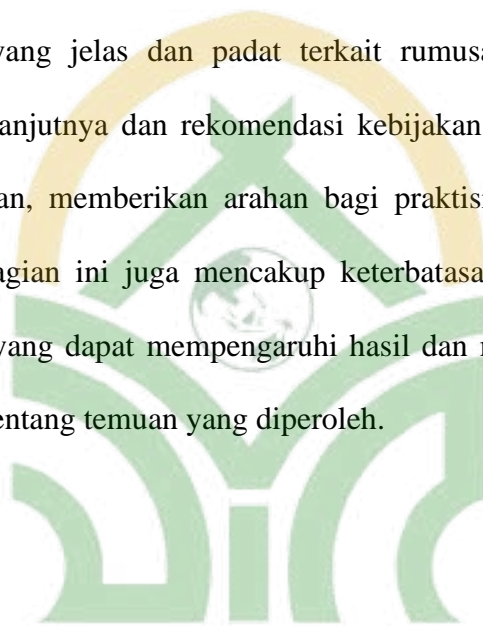 yang jelas dan padat terkait rumus
anjutnya dan rekomendasi kebijakan
an, memberikan arahan bagi praktis
agian ini juga mencakup keterbatasa
yang dapat mempengaruhi hasil dan
entang temuan yang diperoleh.